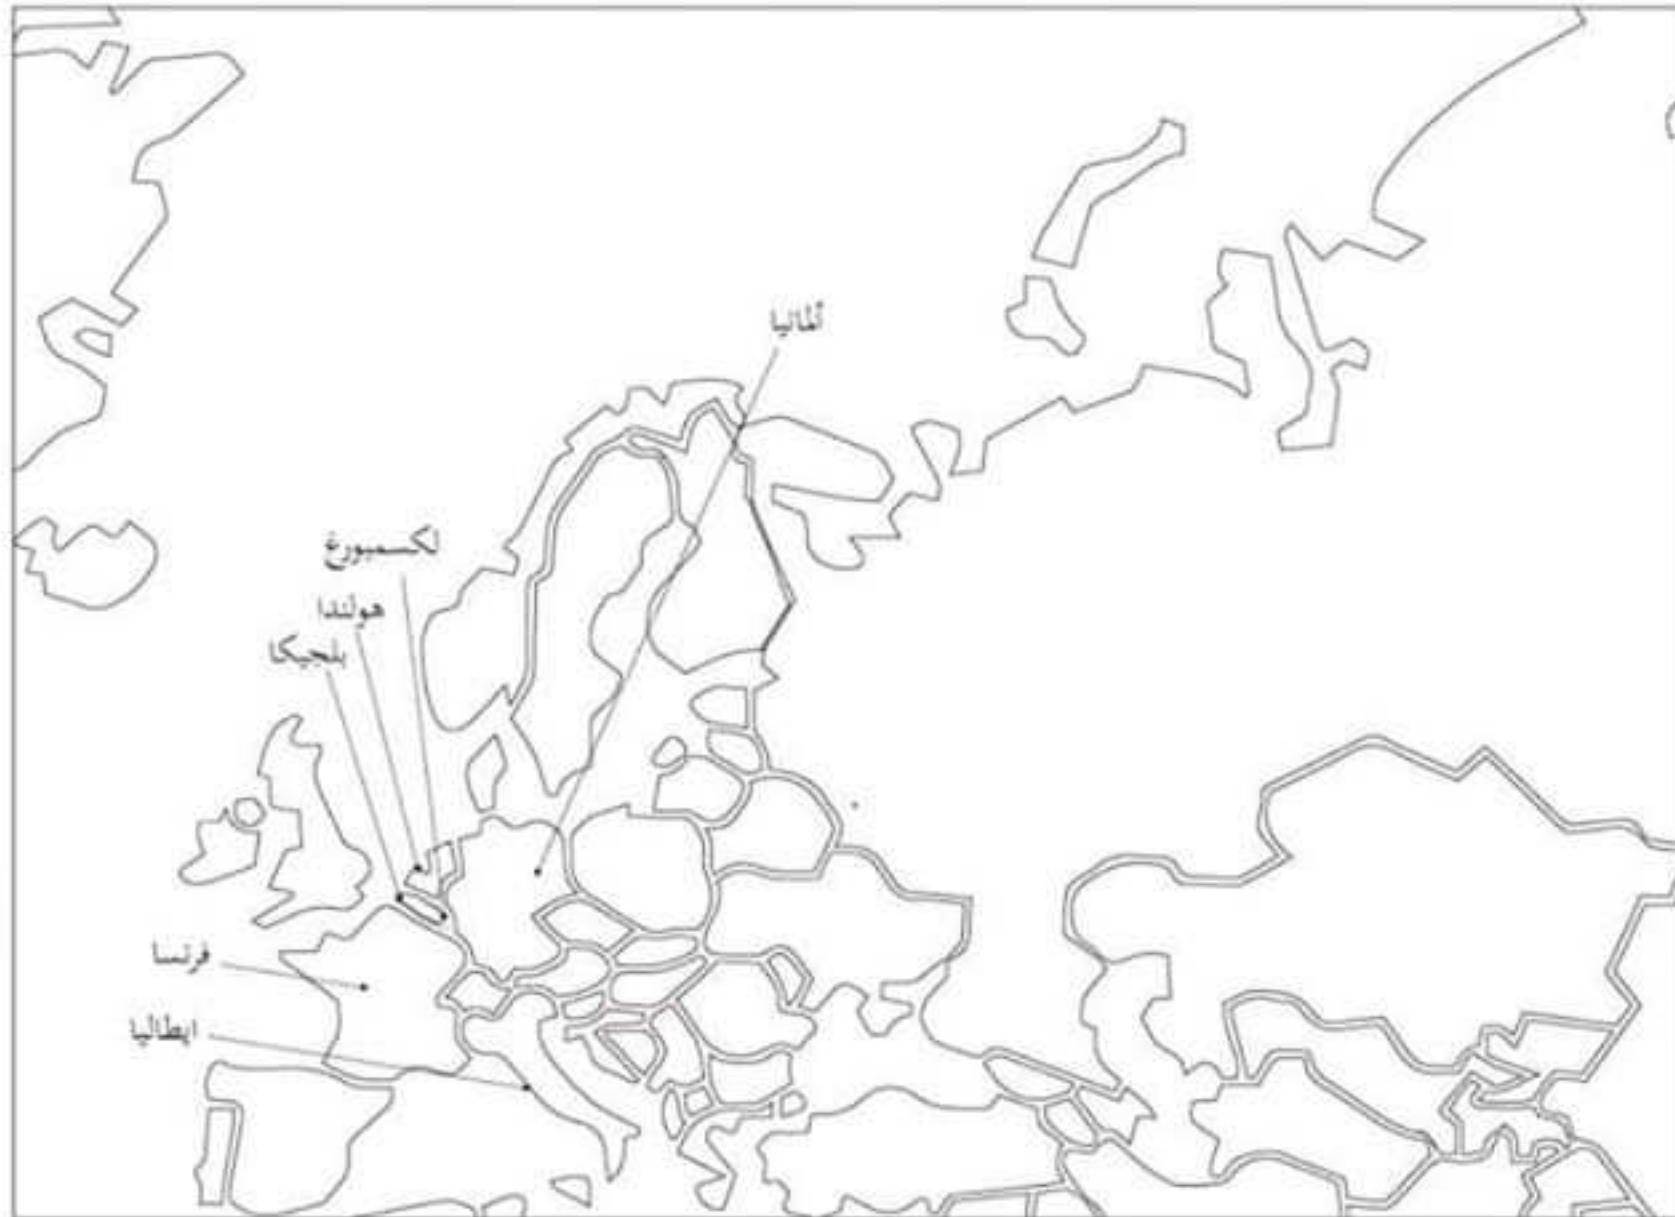 ألمانيا
لكسمبورغ
هولندا
بلجيكا
فرنسا
ايطاليا